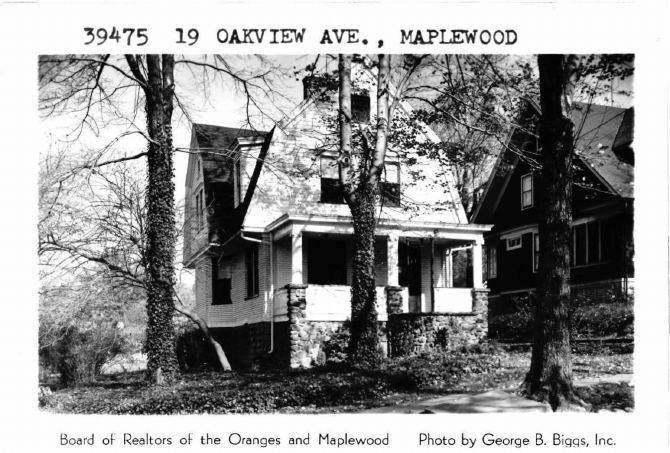 39475 19 OAKVIEW AVE., MAPLEWOOD
Board of Realtors of the Oranges and Maplewood Photo by George B. Biggs, Inc.